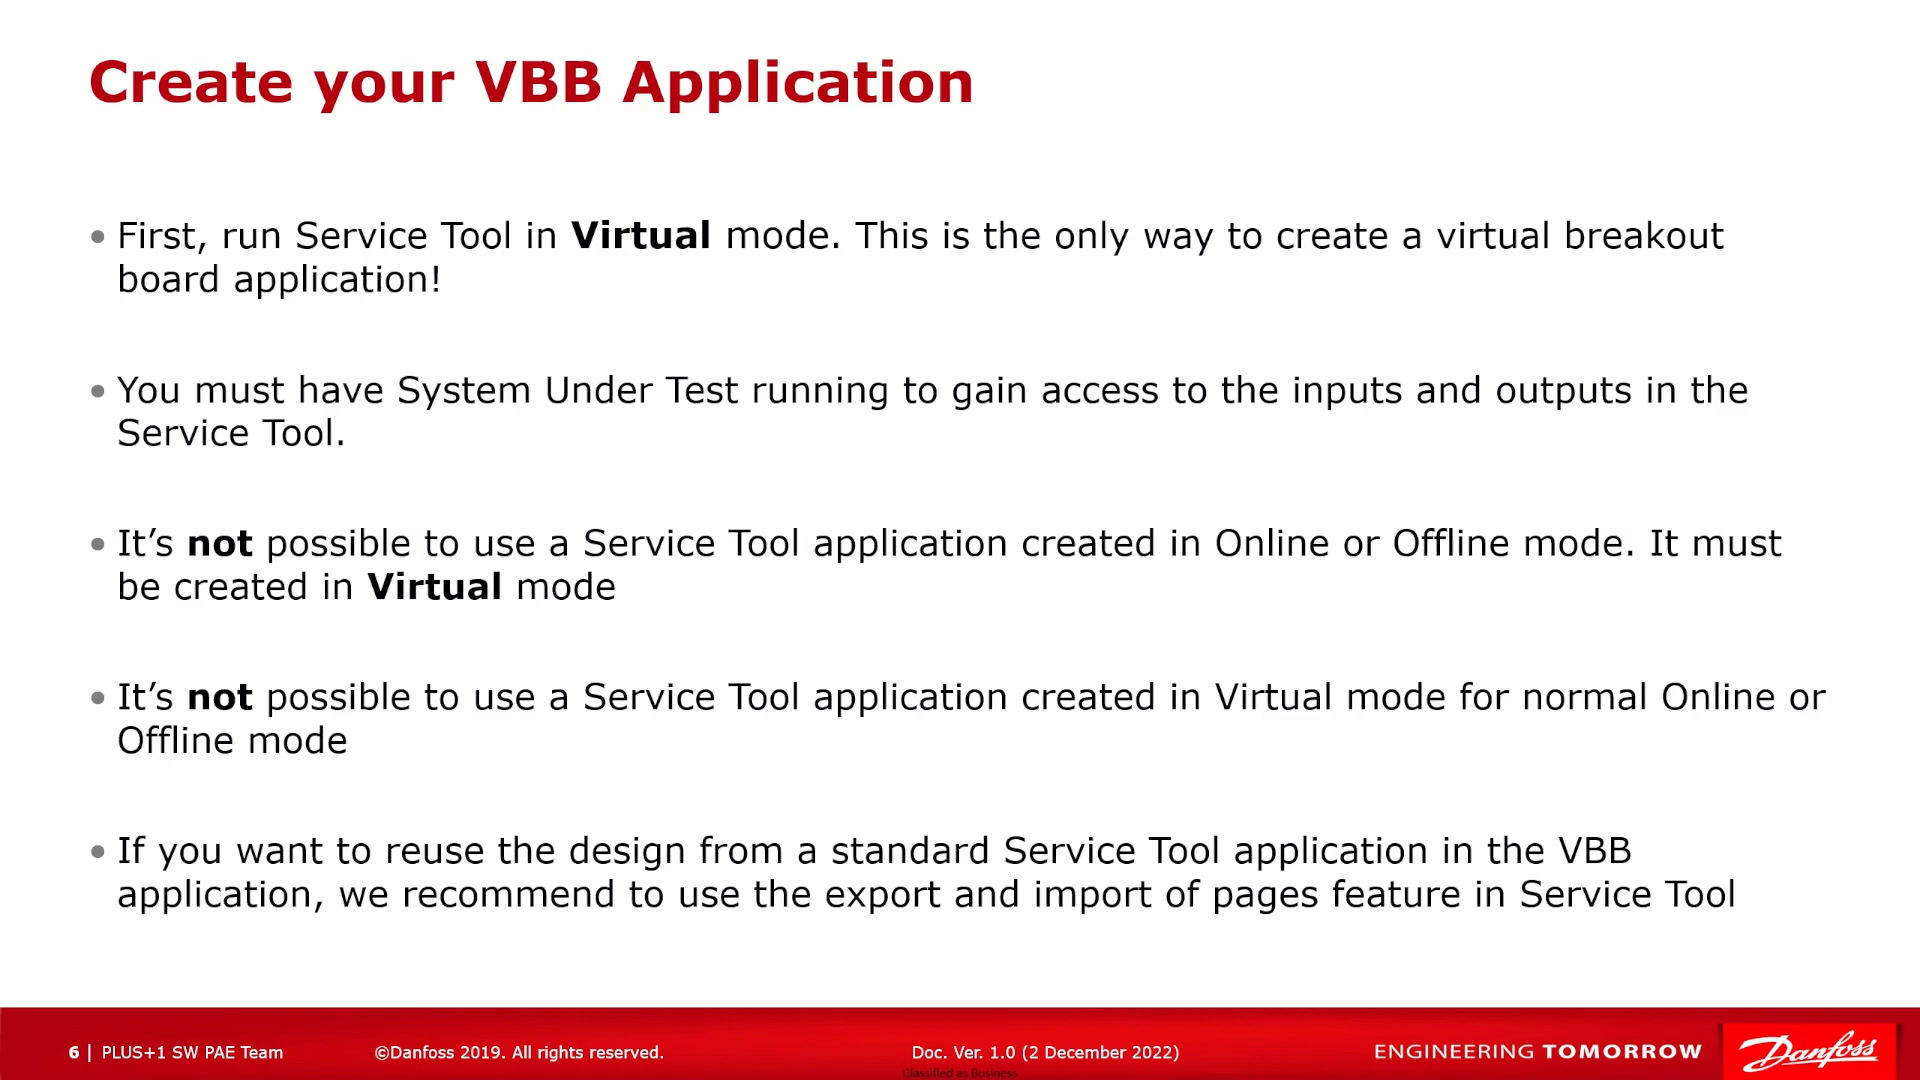 Create your VBB Application
• First, run Service Tool in Virtual mode. This is the only way to create a virtual breakout
board application!
• You must have System Under Test running to gain access to the inputs and outputs in the
Service Tool.
• It’s not possible to use a Service Tool application created in Online or Offline mode. It must
be created in Virtual mode
• It’s not possible to use a Service Tool application created in Virtual mode for normal Online or
Offline mode
• If you want to reuse the design from a standard Service Tool application in the VBB
application, we recommend to use the export and import of pages feature in Service Tool
6 | PLUS+1 SW PAE Team ©Danfoss 2019. All rights reserved. Doc. Ver. 1.0 (2 December 2022) ENGINEERING TOMORROW Danfoss
Classified as Business